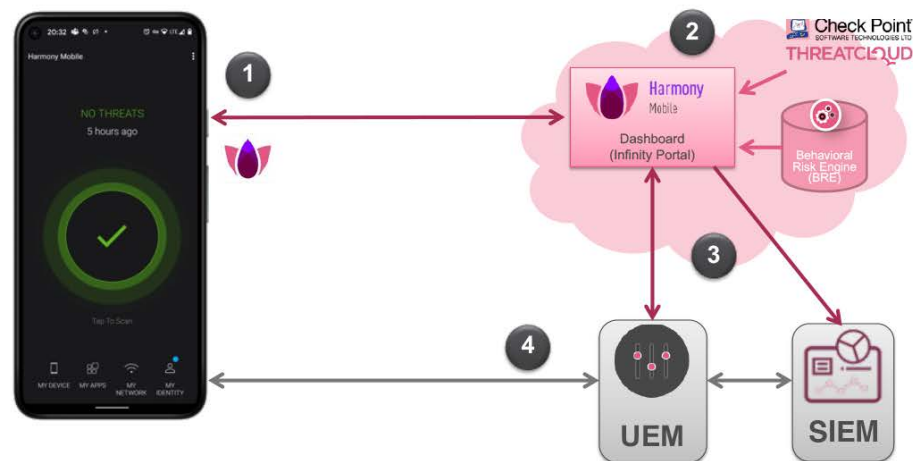 20:32
LTE
Harmony Mobile
NO THREATS
5 hours ago
Tap To Scan
MY DEVICE
MY APPS
MY
NETWORK
MY
IDENTITY
1
2
Check Point
SOFTWARE TECHNOLOGIES LTD
THREATCLOUD
Harmony
Mobile
Dashboard
(Infinity Portal)
Behavioral
Risk Engine
(BRE)
3
4
UEM
SIEM